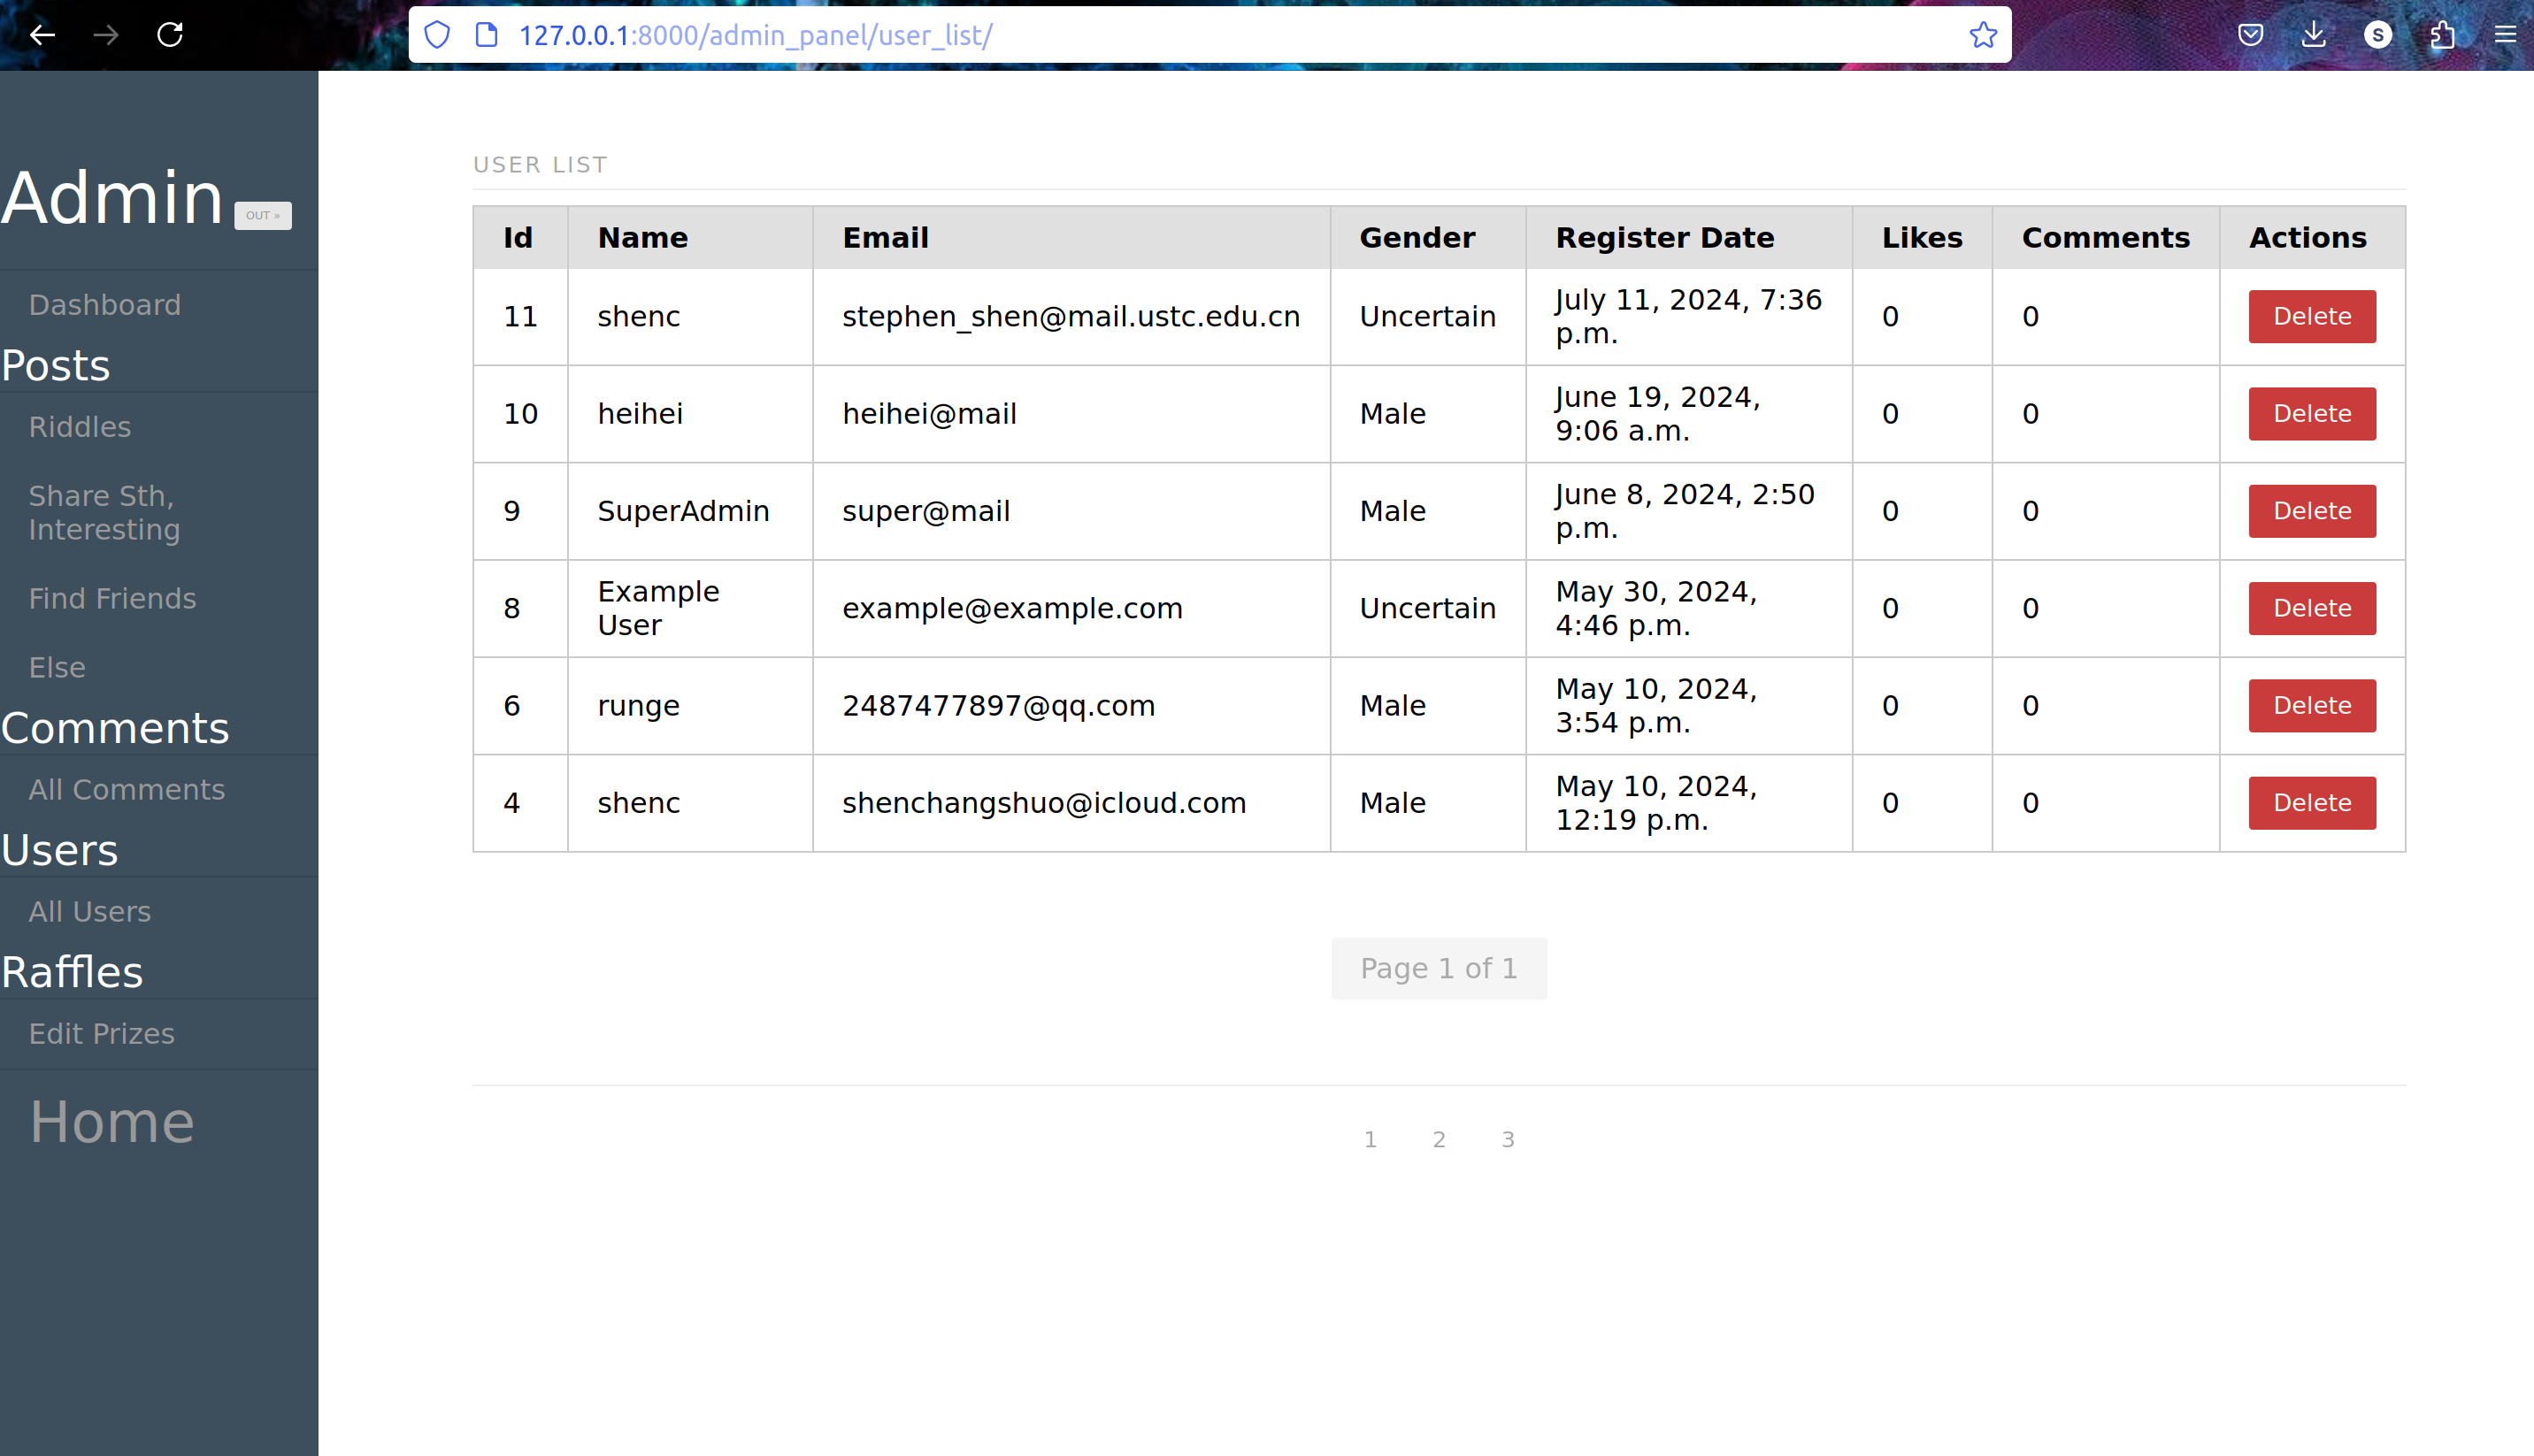 127.0.0.1:8000/admin_panel/user_list/
S
Admin OUT »
Dashboard
Posts
Riddles
Share Sth,
Interesting
Find Friends
Else
Comments
All Comments
Users
All Users
Raffles
Edit Prizes
Home
USER LIST
Id Name Email Gender Register Date Likes Comments Actions
11 shenc stephen_shen@mail.ustc.edu.cn Uncertain July 11, 2024, 7:36
p.m. 0 0 Delete
10 heihei heihei@mail Male June 19, 2024,
9:06 a.m. 0 0 Delete
9 SuperAdmin super@mail Male June 8, 2024, 2:50
p.m. 0 0 Delete
8 Example
User example@example.com Uncertain May 30, 2024,
4:46 p.m. 0 0 Delete
6 runge 2487477897@qq.com Male May 10, 2024,
3:54 p.m. 0 0 Delete
4 shenc shenchangshuo@icloud.com Male May 10, 2024,
12:19 p.m. 0 0 Delete
Page 1 of 1
1 2 3